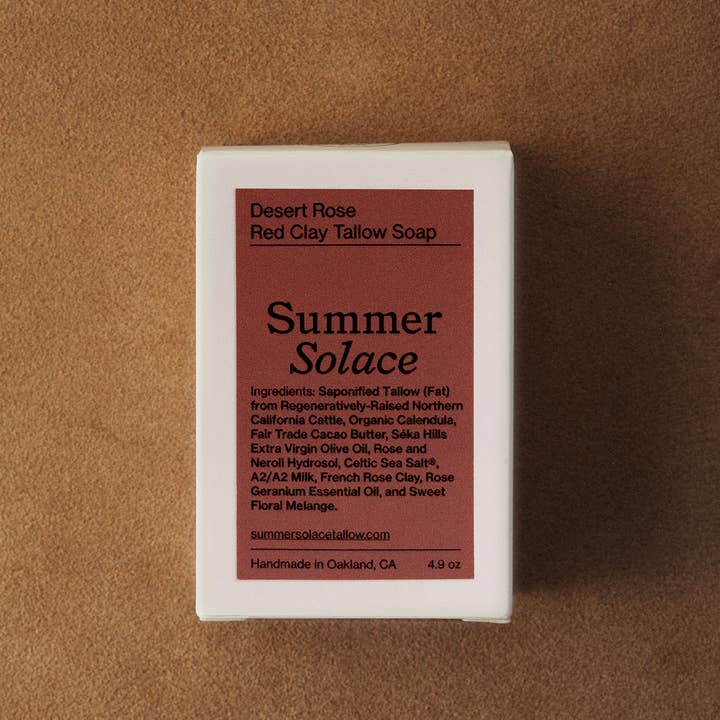 Desert Rose
Red Clay Tallow Soap
Summer
Solace
Ingredients: Saponified Tallow (Fat)
from Regeneratively-Raised Northern
California Cattle, Organic Calendula,
Fair Trade Cacao Butter, Séka Hills
Extra Virgin Olive Oil, Rose and
Neroli Hydrosol, Celtic Sea Salt®,
A2/A2 Milk, French Rose Clay, Rose
Geranium Essential Oil, and Sweet
Floral Melange.
summersolacetallow.com
Handmade in Oakland, CA 4.9 oz